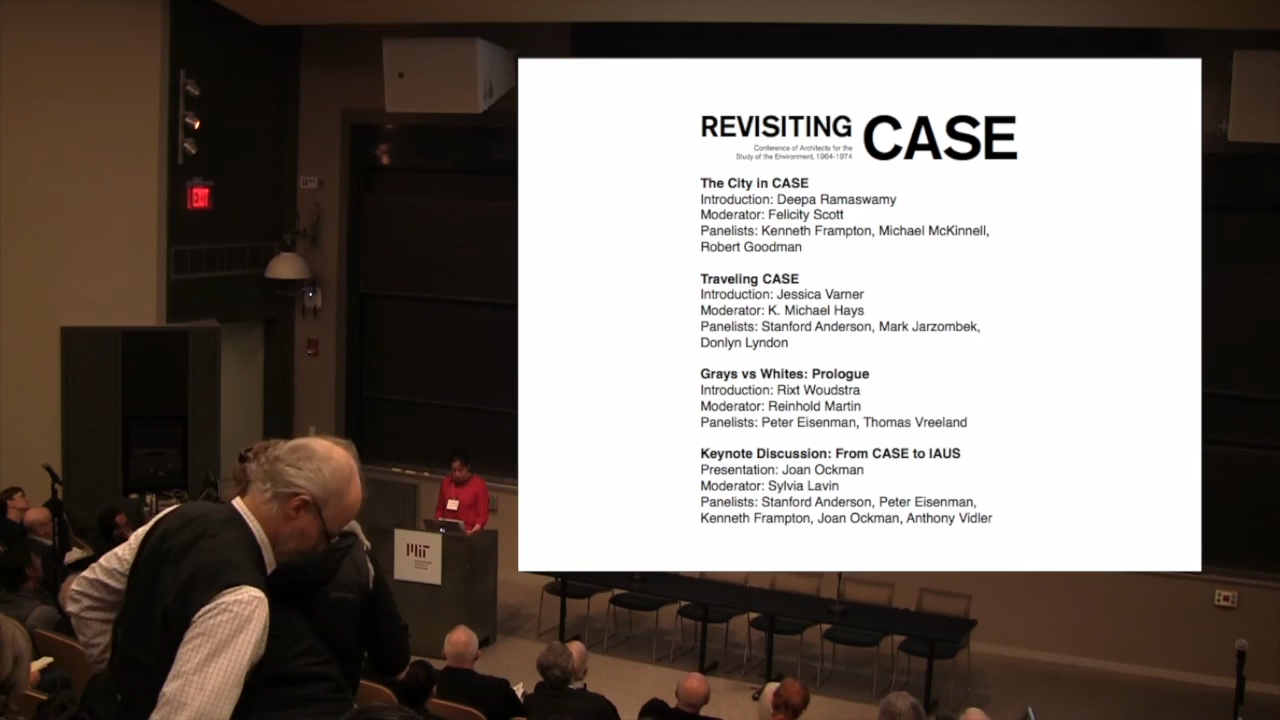 REVISITING CASE
Conference of Architects for the
Study of the Environment, 1964-1974
The City in CASE
Introduction: Deepa Ramaswamy
Moderator: Felicity Scott
Panelists: Kenneth Frampton, Michael McKinnell,
Robert Goodman
Traveling CASE
Introduction: Jessica Varner
Moderator: K. Michael Hays
Panelists: Stanford Anderson, Mark Jarzombek,
Donlyn Lyndon
Grays vs Whites: Prologue
Introduction: Rixt Woudstra
Moderator: Reinhold Martin
Panelists: Peter Eisenman, Thomas Vreeland
Keynote Discussion: From CASE to IAUS
Presentation: Joan Ockman
Moderator: Sylvia Lavin
Panelists: Stanford Anderson, Peter Eisenman,
Kenneth Frampton, Joan Ockman, Anthony Vidler
EXIT
MIT